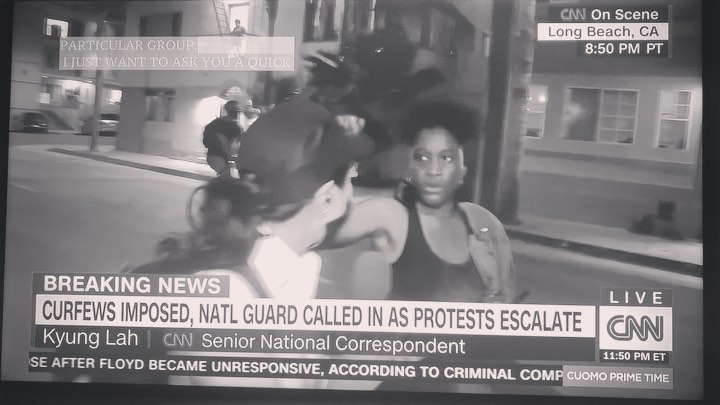 PARTICULAR GROUP.
I JUST WANT TO ASK YOU A QUICK
CNN On Scene
Long Beach, CA
8:50 PM PT
BREAKING NEWS
CURFEWS IMPOSED, NATL GUARD CALLED IN AS PROTESTS ESCALATE
Kyung Lah CNN Senior National Correspondent
LIVE
CNN
11:50 PM ET
SE AFTER FLOYD BECAME UNRESPONSIVE, ACCORDING TO CRIMINAL COMP
CUOMO PRIME TIME